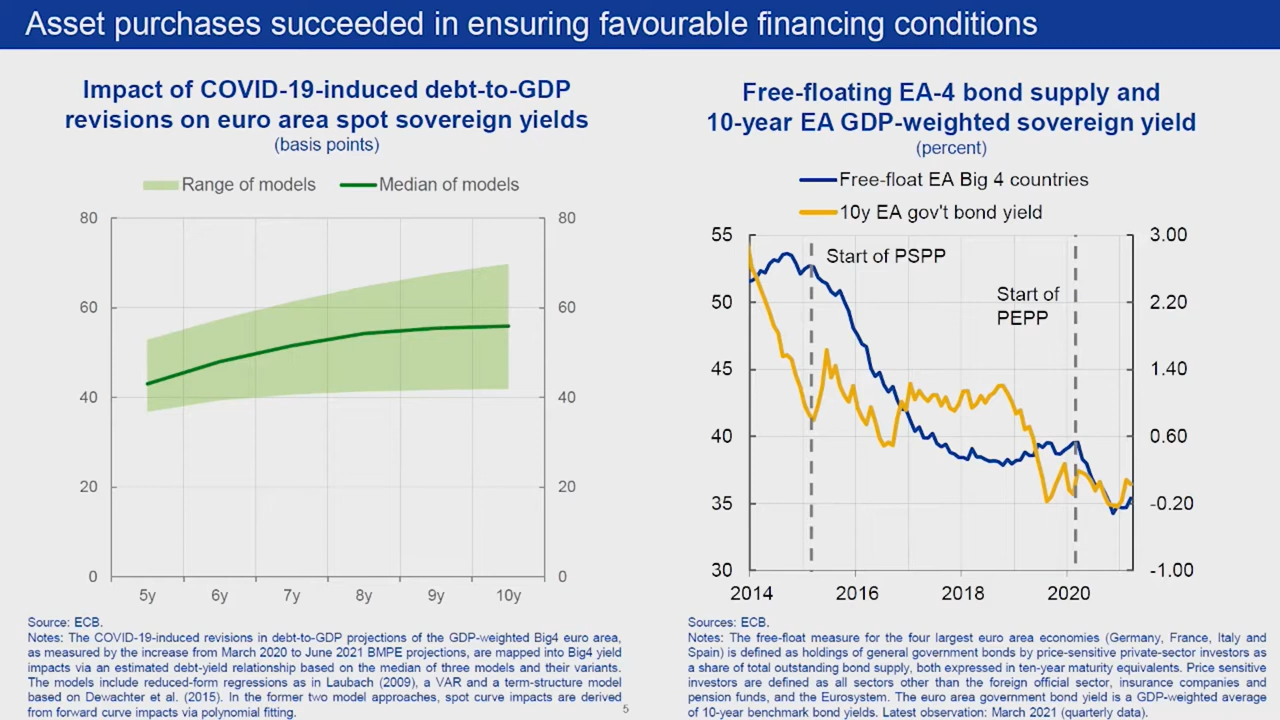 Asset purchases succeeded in ensuring favourable financing conditions
Impact of COVID-19-induced debt-to-GDP
revisions on euro area spot sovereign yields
(basis points)
Range of models
Median of models
80
60
40
20
0
80
60
40
20
0
5y
6y
7y
8y
9y
10y
Source: ECB.
Notes: The COVID-19-induced revisions in debt-to-GDP projections of the GDP-weighted Big4 euro area,
as measured by the increase from March 2020 to June 2021 BMPE projections, are mapped into Big4 yield
impacts via an estimated debt-yield relationship based on the median of three models and their variants.
The models include reduced-form regressions as in Laubach (2009), a VAR and a term-structure model
based on Dewachter et al. (2015). In the former two model approaches, spot curve impacts are derived
from forward curve impacts via polynomial fitting.
5
Free-floating EA-4 bond supply and
10-year EA GDP-weighted sovereign yield
(percent)
Free-float EA Big 4 countries
10y EA gov't bond yield
55
50
45
40
35
30
3.00
2.20
1.40
0.60
-0.20
-1.00
Start of PSPP
Start of
PEPP
2014
2016
2018
2020
Sources: ECB.
Notes: The free-float measure for the four largest euro area economies (Germany, France, Italy and
Spain) is defined as holdings of general government bonds by price-sensitive private-sector investors as
a share of total outstanding bond supply, both expressed in ten-year maturity equivalents. Price sensitive
investors are defined as all sectors other than the foreign official sector, insurance companies and
pension funds, and the Eurosystem. The euro area government bond yield is a GDP-weighted average
of 10-year benchmark bond yields. Latest observation: March 2021 (quarterly data).